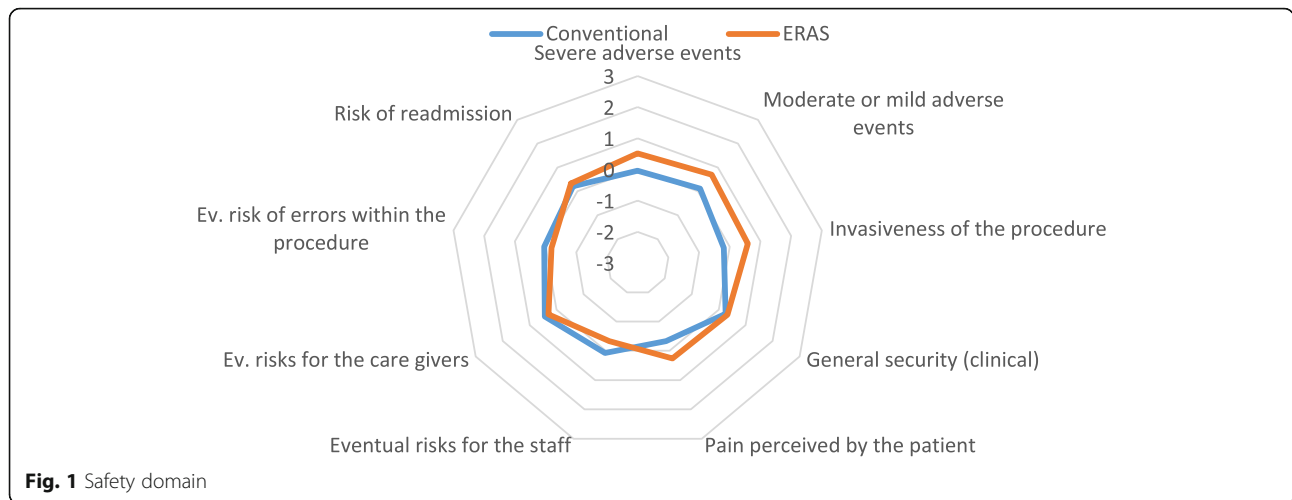 Conventional ERAS
Severe adverse events
3
2
1
0
-1
-2
-3
Moderate or mild adverse
events
Invasiveness of the procedure
General security (clinical)
Pain perceived by the patient
Eventual risks for the staff
Ev. risks for the care givers
Ev. risk of errors within the
procedure
Risk of readmission
Fig. 1 Safety domain